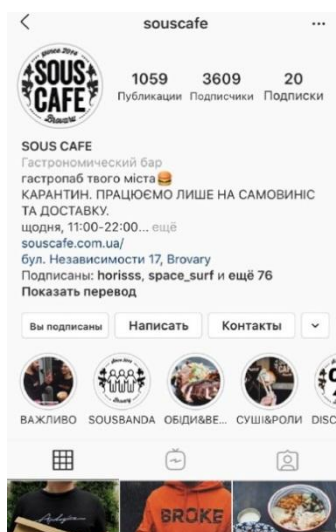 souscafe
since 2014
SOUS
CAFE
Brovary
1059
3609
20
Публикации
Подписчики
Подписки
SOUS CAFE
Гастрономический бар
гастропаб твого міста🍔
КАРАНТИН. ПРАЦЮЄМО ЛИШЕ НА САМОВИНІС
ТА ДОСТАВКУ.
щодня, 11:00-22:00... ещё
souscafe.com.ua/
бул. Независимости 17, Brovary
Подписаны: horisss, space_surf и ещё 76
Показать перевод
Вы подписаны
Написать
Контакты
ВАЖЛИВО
SOUSBANDA
ОБІДИ&ВЕ...
СУШІ&РОЛИ
DISC
BROKE